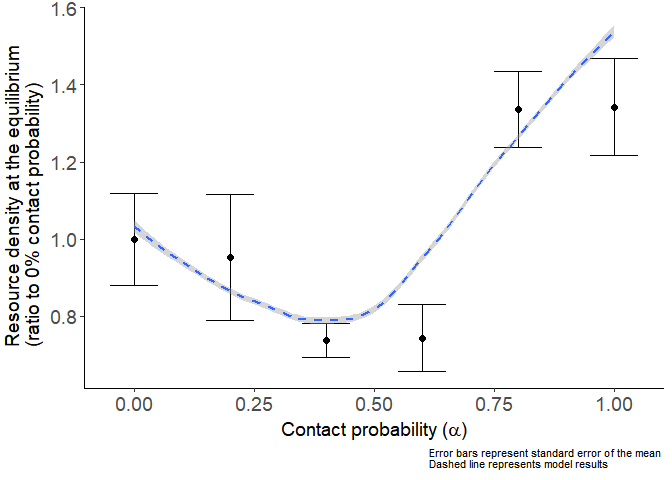 Resource density at the equilibrium
(ratio to 0% contact probability)
1.6
1.4
1.2
1.0
0.8
0.00 0.25 0.50 0.75 1.00
Contact probability (α)
Error bars represent standard error of the mean
Dashed line represents model results